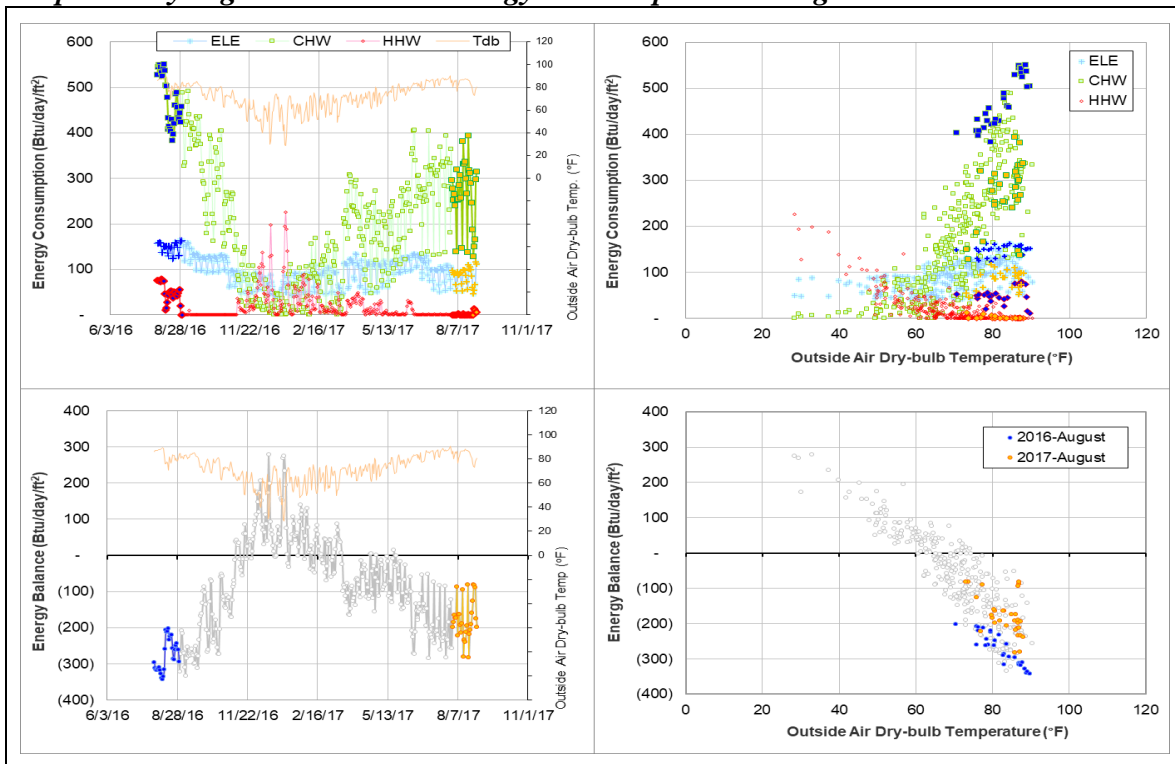 ELE CHW HHW Tdb
600
500
400
300
200
100
-
120
100
80
60
40
20
0
Energy Consumption (Btu/day/ft²)
Outside Air Dry-bulb Temp. (°F)
6/3/16 8/28/16 11/22/16 2/16/17 5/13/17 8/7/17 11/1/17
600
500
400
300
200
100
-
Energy Consumption (Btu/day/ft²)
ELE
CHW
HHW
0 20 40 60 80 100 120
Outside Air Dry-bulb Temperature (°F)
400
300
200
100
-
(100)
(200)
(300)
(400)
120
100
80
60
40
20
0
Energy Balance (Btu/day/ft²)
Outside Air Dry-bulb Temp (°F)
6/3/16 8/28/16 11/22/16 2/16/17 5/13/17 8/7/17 11/1/17
400
300
200
100
-
(100)
(200)
(300)
(400)
Energy Balance (Btu/day/ft²)
2016-August
2017-August
0 20 40 60 80 100 120
Outside Air Dry-bulb Temperature (°F)